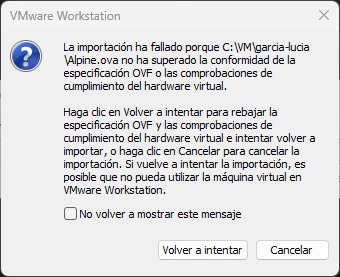 VMware Workstation
La importación ha fallado porque C:\VM\garcia-lucia
\Alpine.ova no ha superado la conformidad de la
especificación OVF o las comprobaciones de
cumplimiento del hardware virtual.
Haga clic en Volver a intentar para rebajar la
especificación OVF y las comprobaciones de
cumplimiento del hardware virtual e intentar volver a
importar, o haga clic en Cancelar para cancelar la
importación. Si vuelve a intentar la importación, es
posible que no pueda utilizar la máquina virtual en
VMware Workstation.
No volver a mostrar este mensaje
Volver a intentar
Cancelar